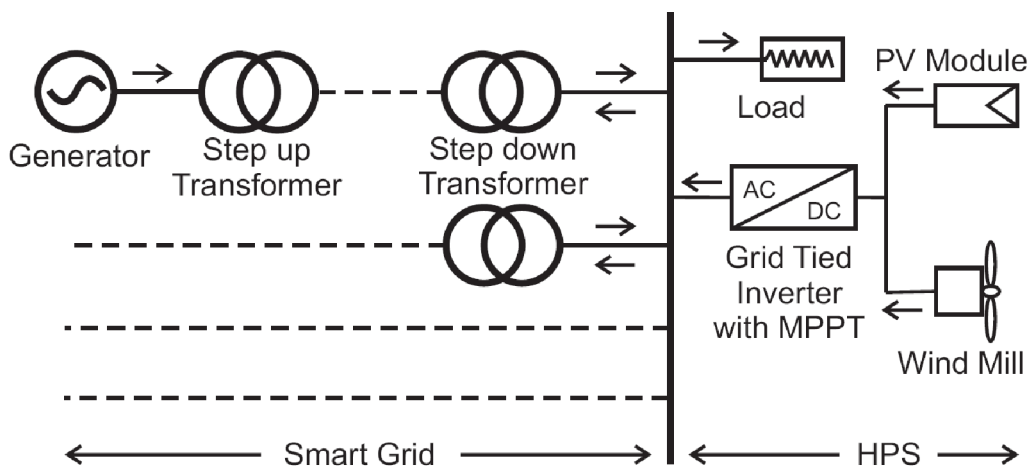 Generator
Step up
Transformer
Step down
Transformer
Load
PV Module
AC
DC
Grid Tied
Inverter
with MPPT
Wind Mill
Smart Grid
HPS